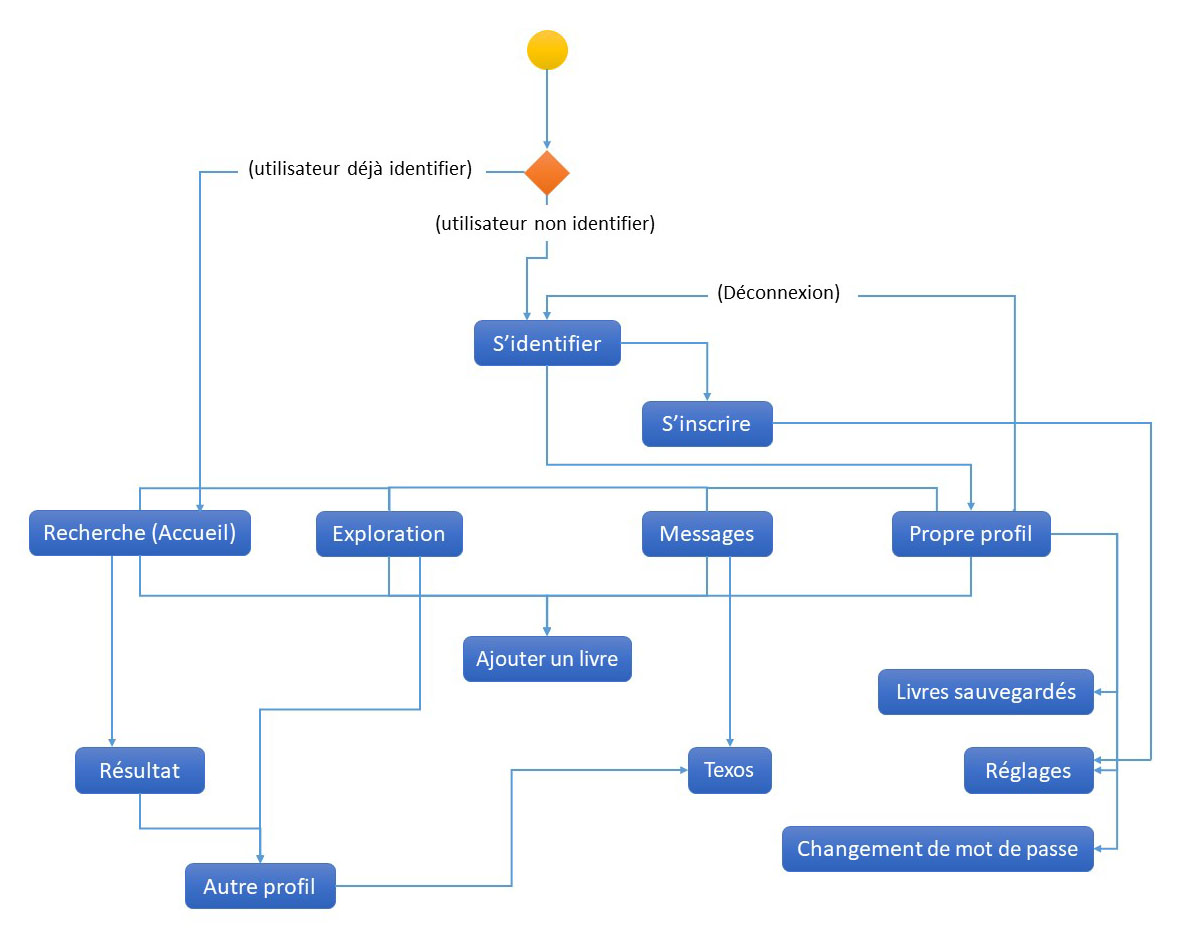 (utilisateur déjà identifier)
(utilisateur non identifier)
(Déconnexion)
S’identifier
S’inscrire
Recherche (Accueil)
Exploration
Messages
Propre profil
Ajouter un livre
Livres sauvegardés
Résultat
Texos
Réglages
Changement de mot de passe
Autre profil